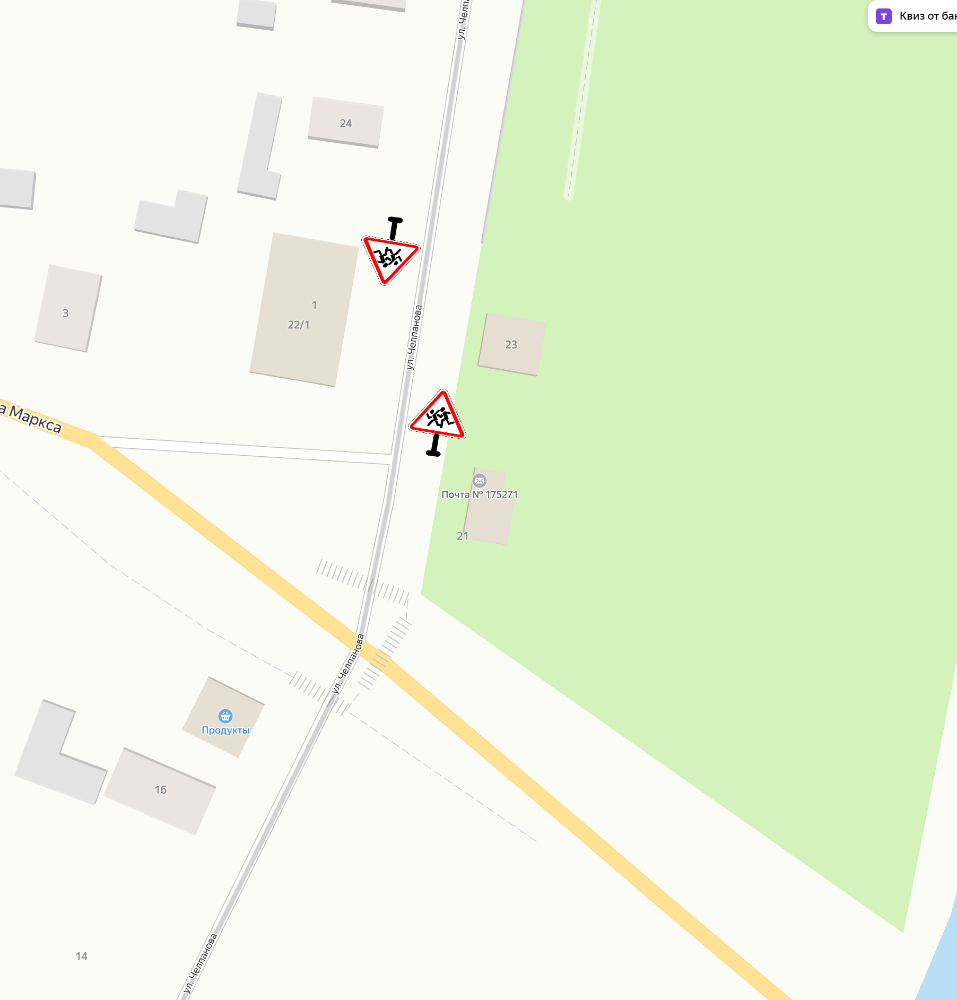 ул. Челпа
Квиз от бан
24
3
1
22/1
ул. Челпанова
23
а Маркса
Почта № 175271
21
ул. Челпанова
Продукты
16
14
ул. Челпанова